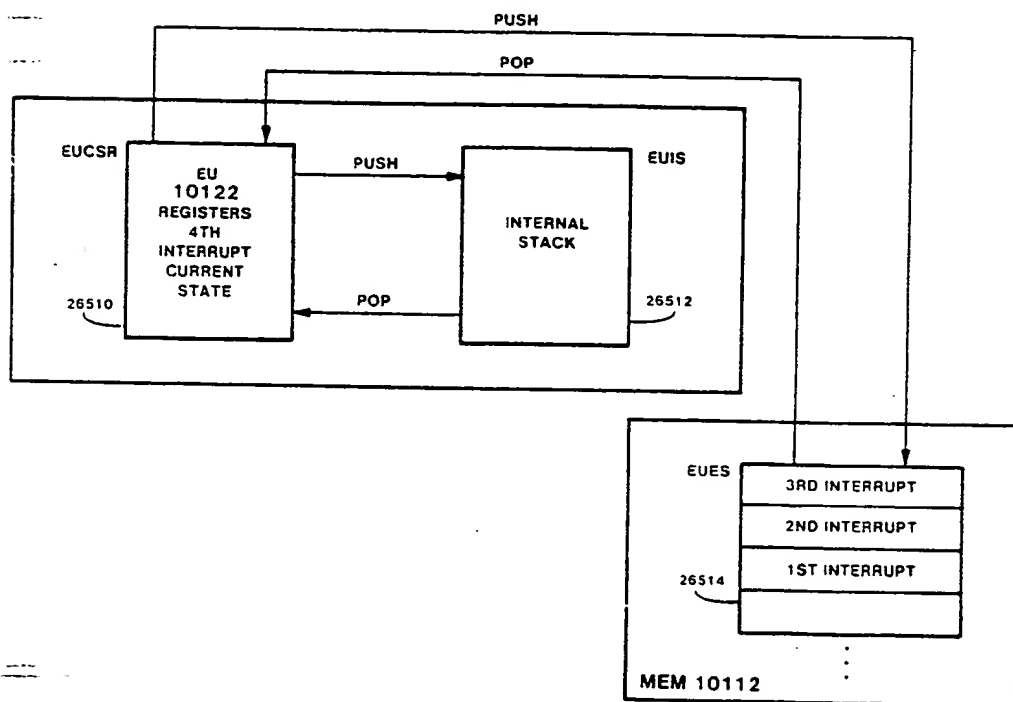 PUSH
POP
EUCSR
EU
10122
REGISTERS
4TH
INTERRUPT
CURRENT
STATE
26510
PUSH
POP
EUIS
INTERNAL
STACK
26512
EUES
3RD INTERRUPT
2ND INTERRUPT
1ST INTERRUPT
26514
MEM 10112